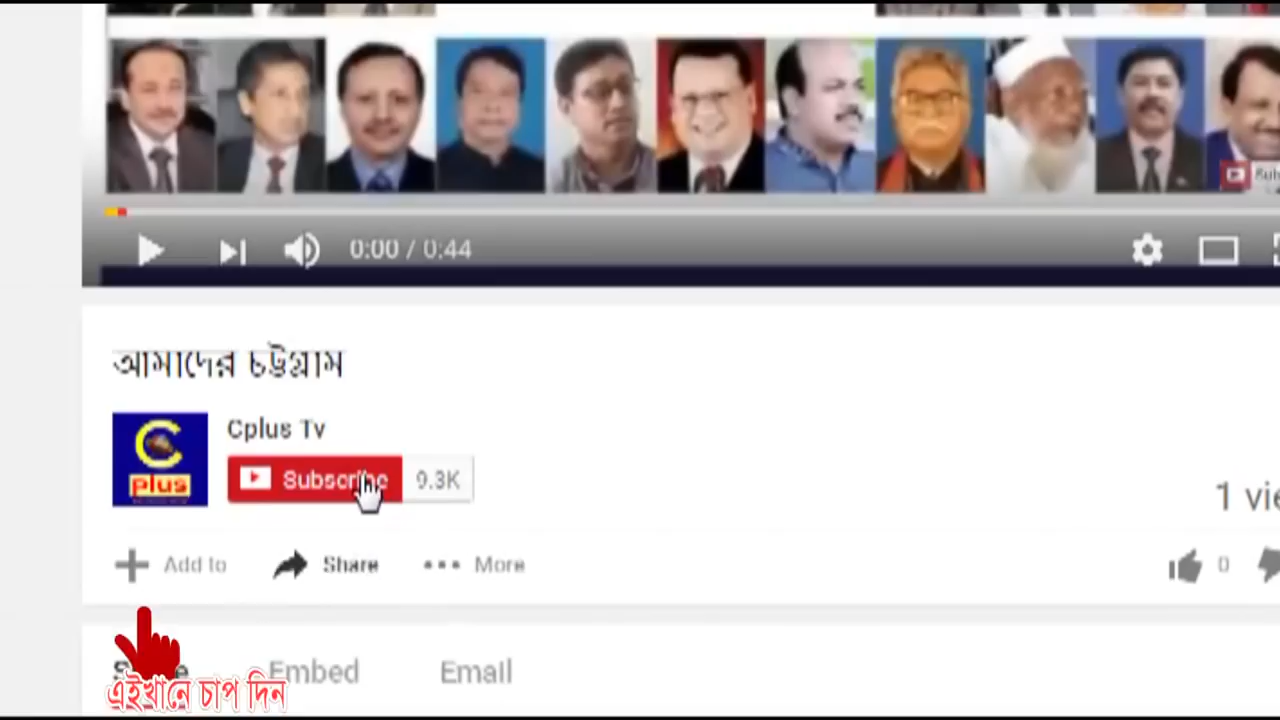 0:00 / 0:44
আমাদের চট্টগ্রাম
C plus
Cplus Tv
Subscribe 9.3K
1 vie
Add to Share More 0
Embed Email
এইখানে চাপ দিন